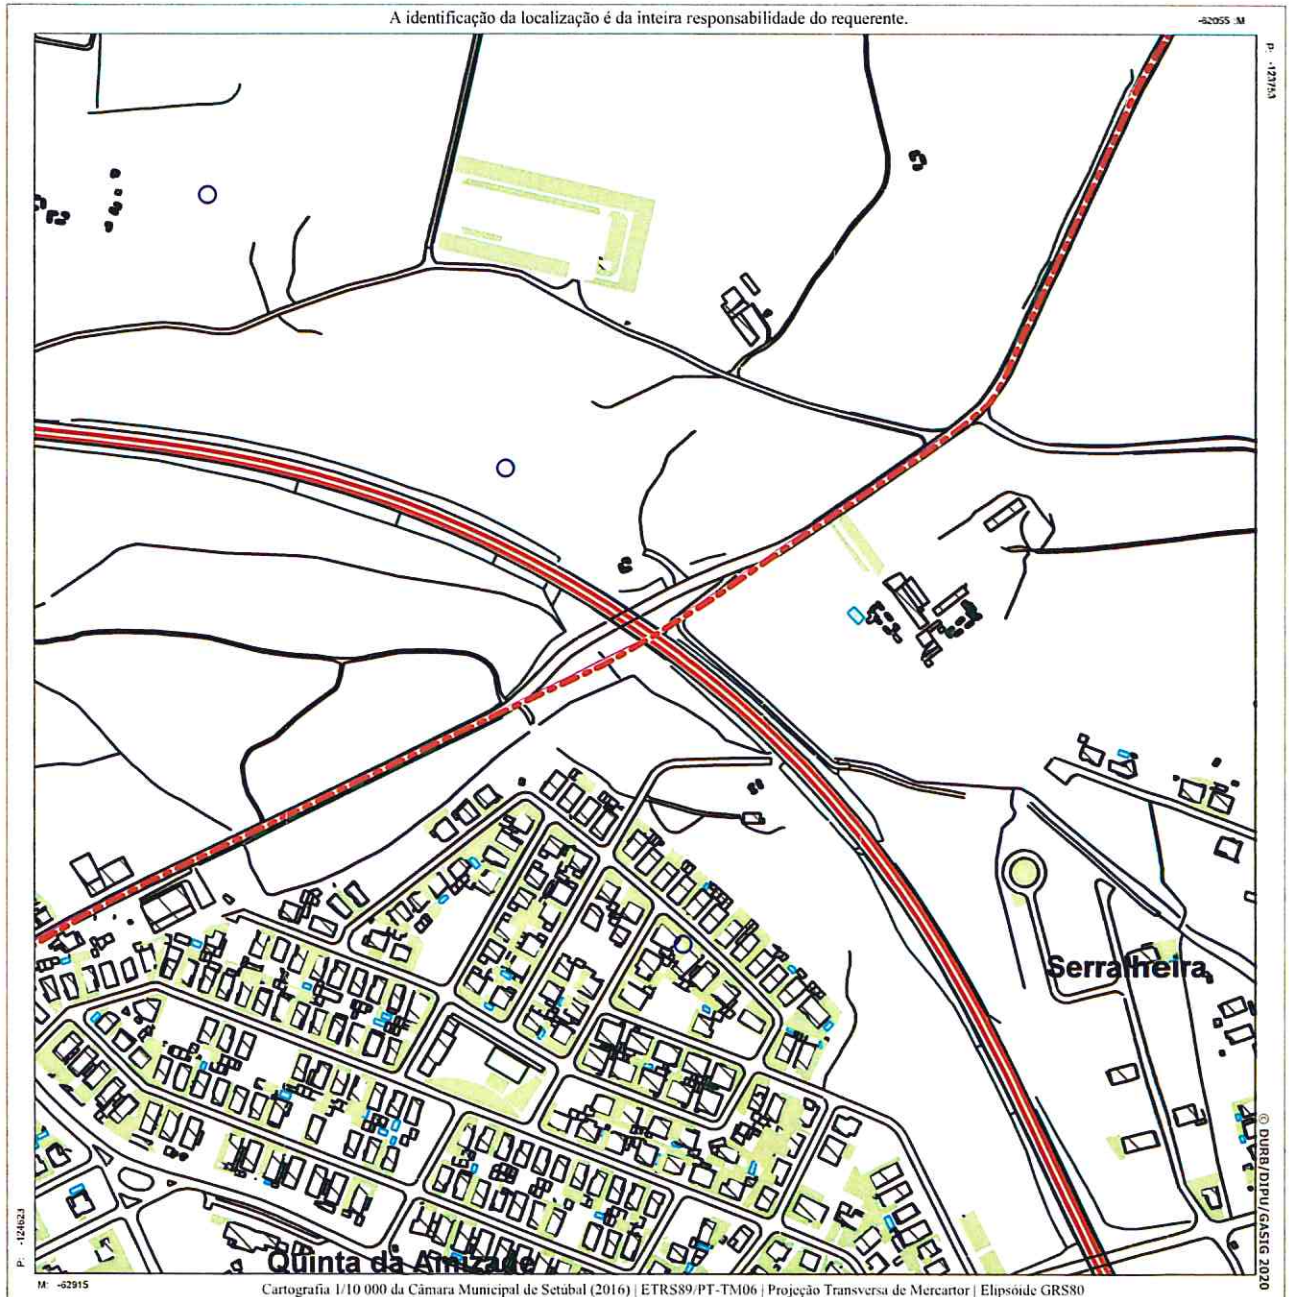 A identificação da localização é da inteira responsabilidade do requerente.
-62055 :M
P: -123753
Serralheira
Quinta da Amizade
© DURB/DIPU/GASIG 2020
P: -124623
M: -62915
Cartografia 1/10 000 da Câmara Municipal de Setúbal (2016) | ETRS89/PT-TM06 | Projeção Transversa de Mercartor | Elipsóide GRS80